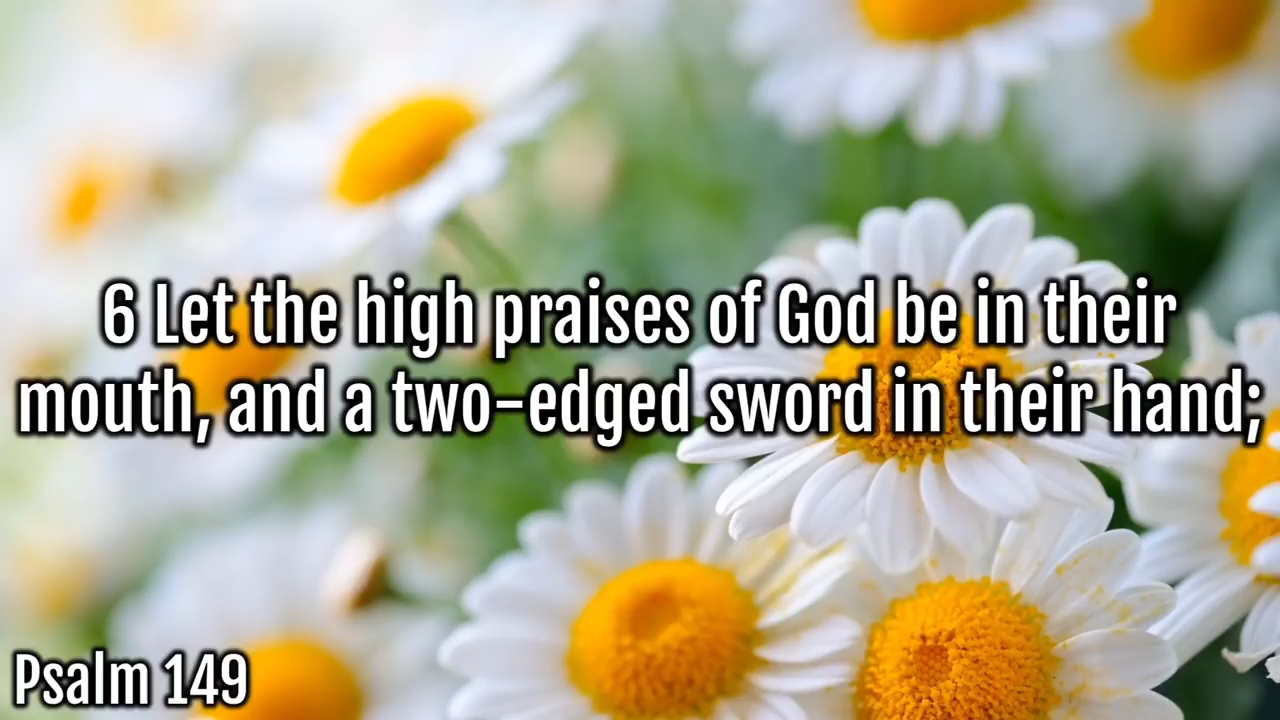 6 Let the high praises of God be in their
mouth, and a two-edged sword in their hand;
Psalm 149